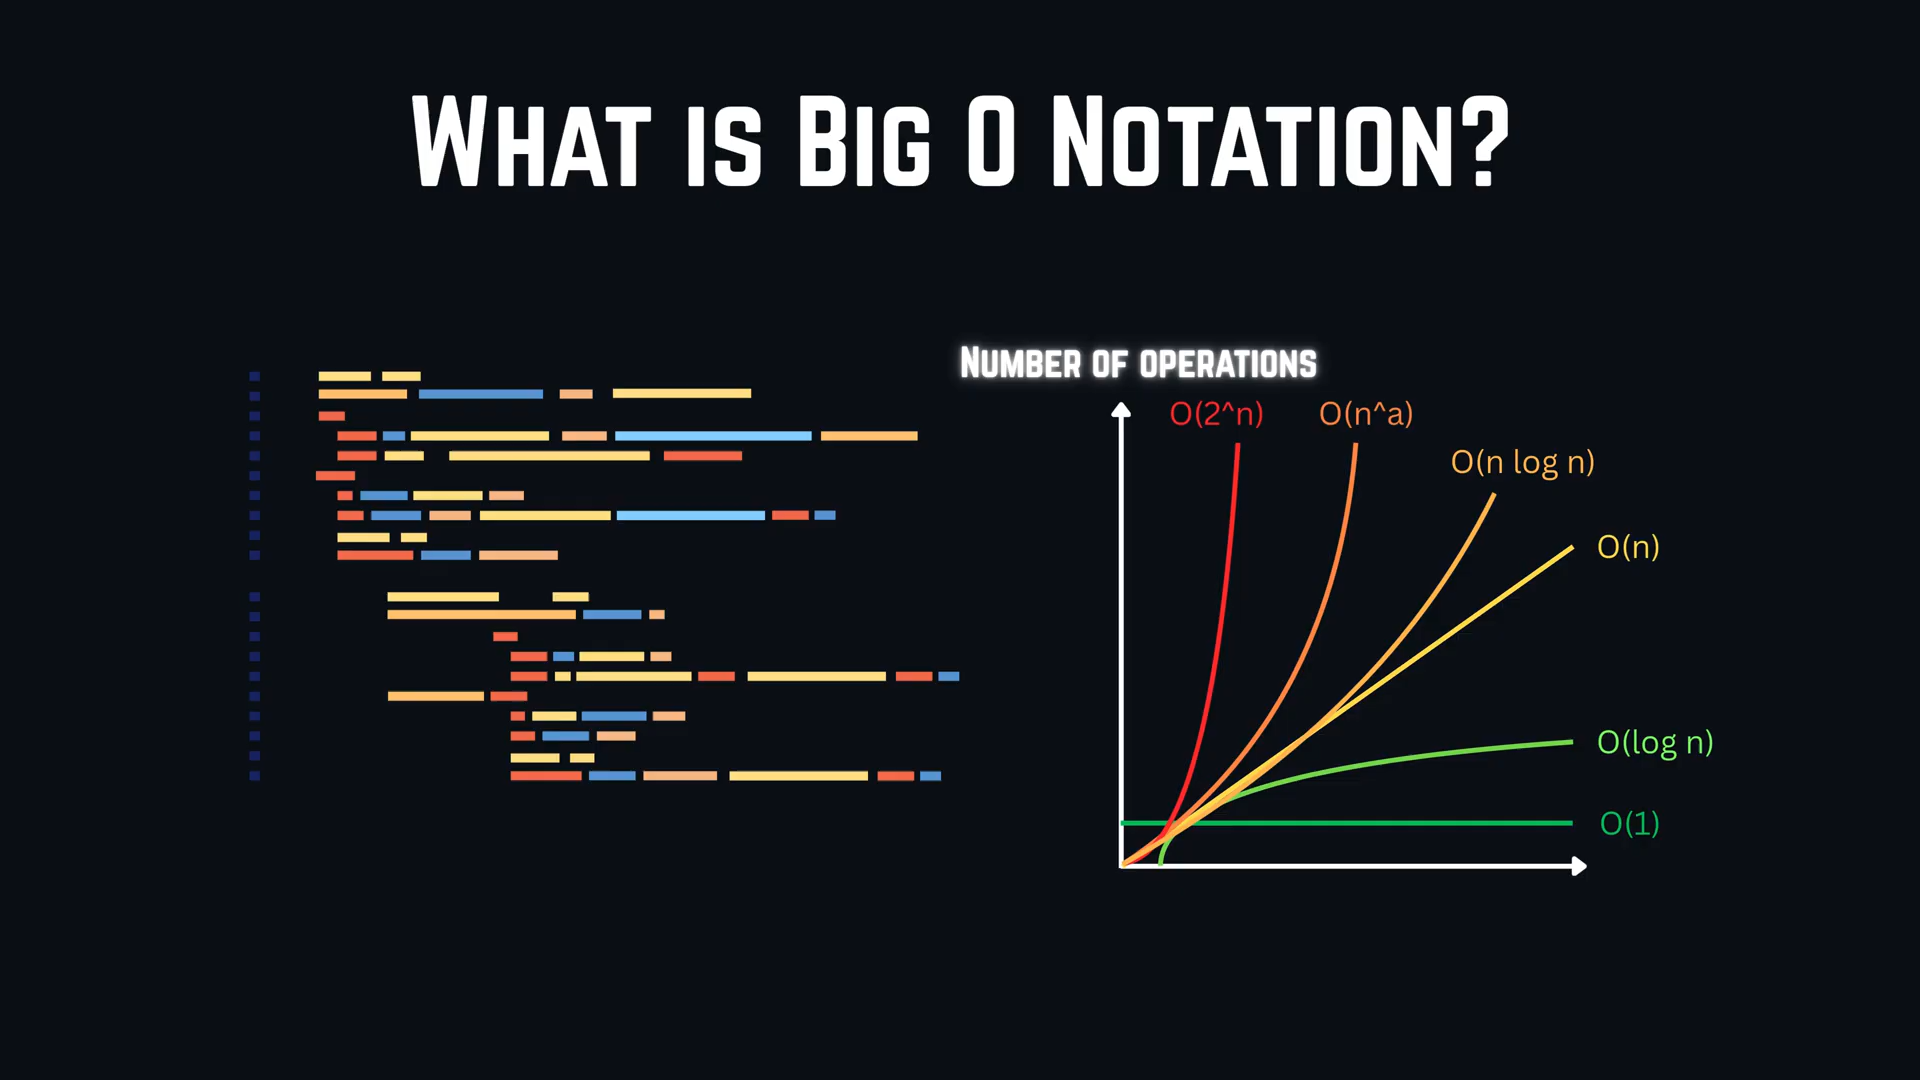 What is Big O Notation?
Number of operations
O(2^n)
O(n^a)
O(n log n)
O(n)
O(log n)
O(1)